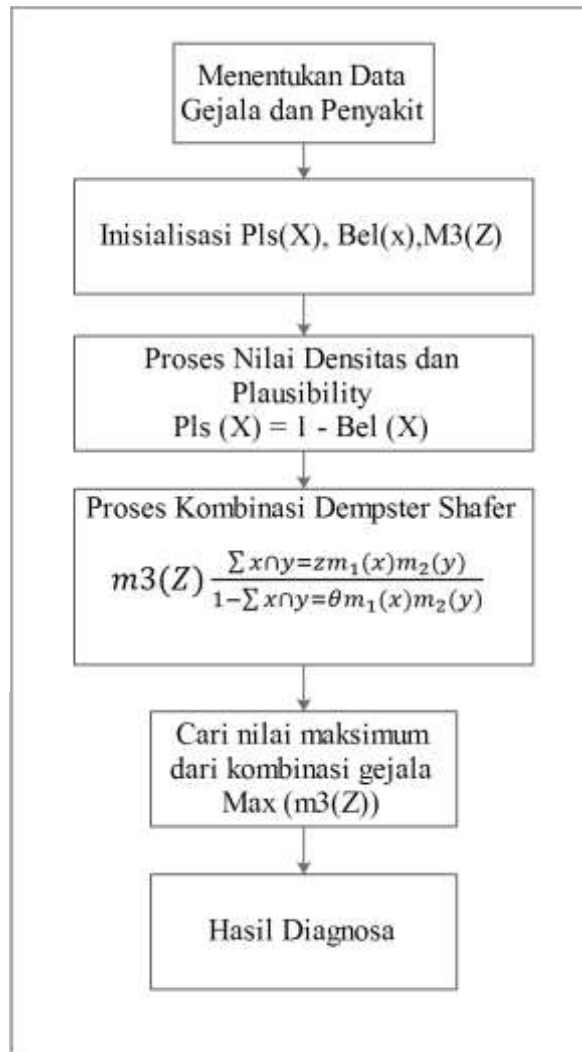 Menentukan Data
Gejala dan Penyakit
Inisialisasi Pls(X), Bel(x),M3(Z)
Proses Nilai Densitas dan
Plausibility
Pls (X) = 1 - Bel (X)
Proses Kombinasi Dempster Shafer
m3(Z) \frac{∑ x∩y=zm₁(x)m₂(y)}{1−∑ x∩y=θm₁(x)m₂(y)}
Cari nilai maksimum
dari kombinasi gejala
Max (m3(Z))
Hasil Diagnosa